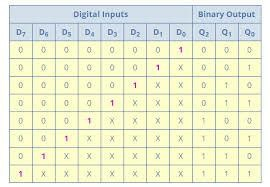 Digital Inputs Binary Output
D7 D6 D5 D4 D3 D2 D1 D0 Q2 Q1 Q0
0 0 0 0 0 0 0 1 0 0 0
0 0 0 0 0 0 1 X 0 0 1
0 0 0 0 0 1 X X 0 1 0
0 0 0 0 1 X X X 0 1 1
0 0 0 1 X X X X 1 0 0
0 0 1 X X X X X 1 0 1
0 1 X X X X X X 1 1 0
1 X X X X X X X 1 1 1